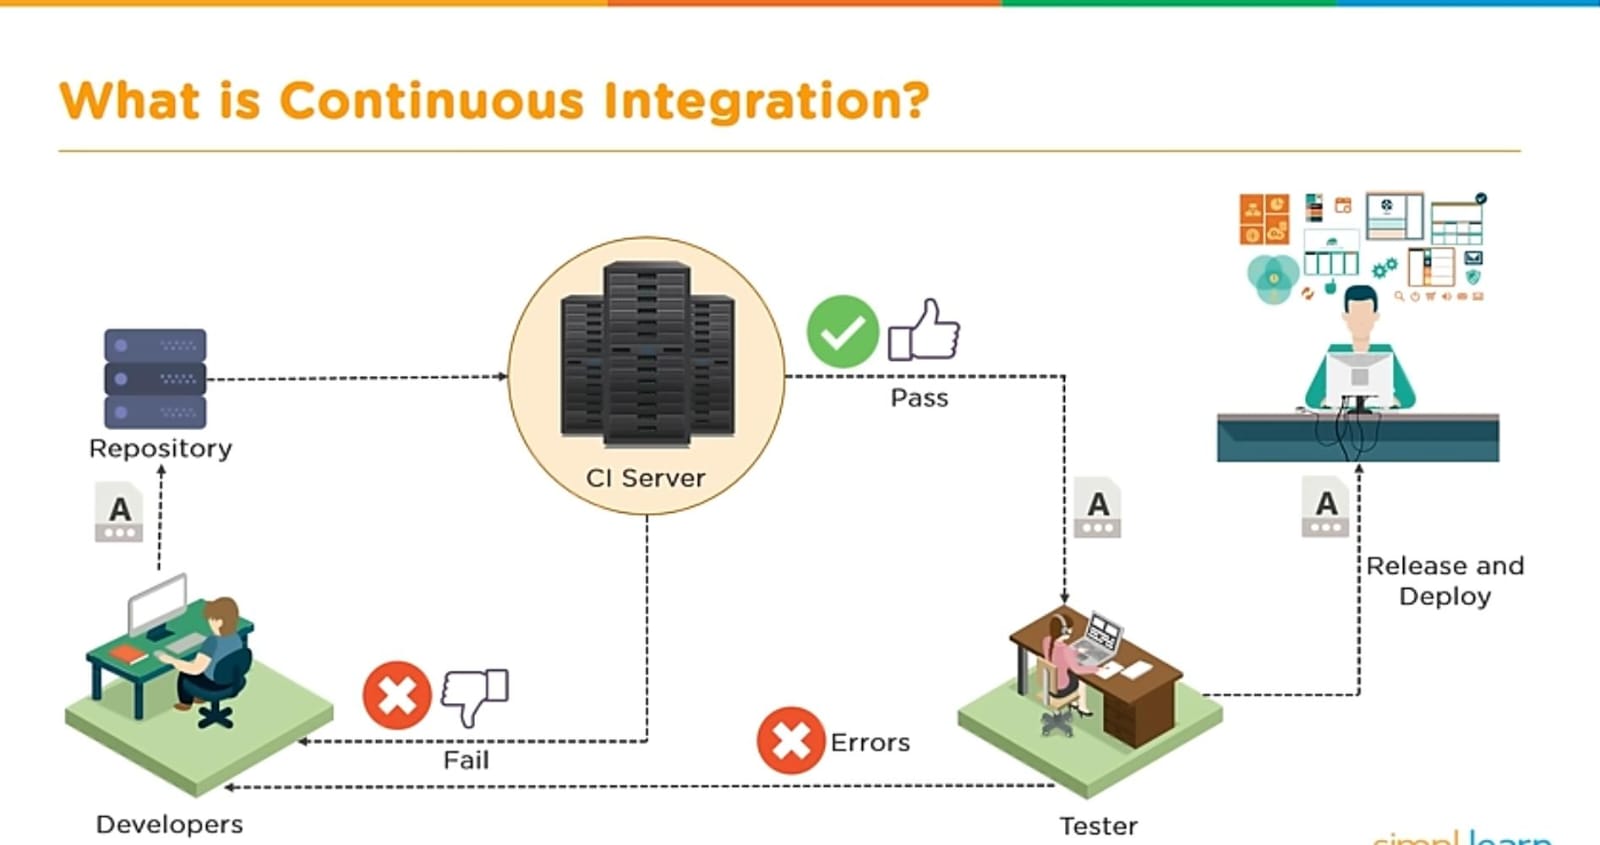 What is Continuous Integration?
Pass
Repository
CI Server
A
A
A
Release and
Deploy
Errors
Fail
Developers
Tester
simplilearn